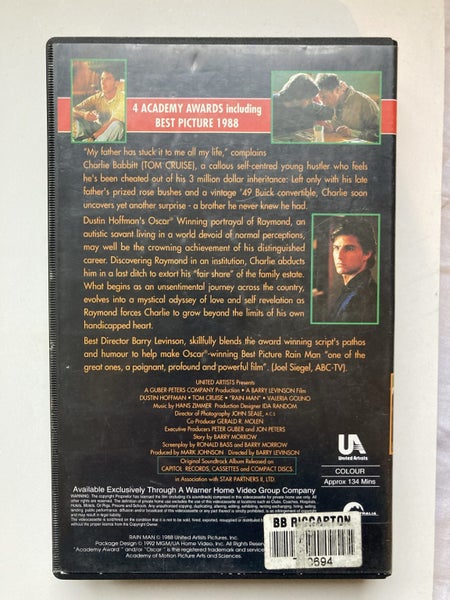 4 ACADEMY AWARDS including
BEST PICTURE 1988
"My father has stuck it to me all my life," complains
Charlie Babbitt (TOM CRUISE), a callous self-centred young hustler who feels
he's been cheated out of his 3 million dollar inheritance: Left only with his late
father's prized rose bushes and a vintage '49 Buick convertible, Charlie soon
uncovers yet another surprise - a brother he never knew he had.
Dustin Hoffman's Oscar® Winning portrayal of Raymond, an
autistic savant living in a world devoid of normal perceptions,
may well be the crowning achievement of his distinguished
career. Discovering Raymond in an institution, Charlie abducts
him in a last ditch to extort his "fair share" of the family estate.
What begins as an unsentimental journey across the country,
evolves into a mystical odyssey of love and self revelation as
Raymond forces Charlie to grow beyond the limits of his own
handicapped heart.
Best Director Barry Levinson, skillfully blends the award winning script's pathos
and humour to help make Oscar®-winning Best Picture Rain Man "one of the
great ones, a poignant, profound and powerful film". (Joel Siegel, ABC-TV).
UNITED ARTISTS Presents
A GUBER-PETERS COMPANY Production • A BARRY LEVINSON Film
DUSTIN HOFFMAN • TOM CRUISE • "RAIN MAN" • VALERIA GOLINO
Music by HANS ZIMMER Production Designer IDA RANDOM
Director of Photography JOHN SEALE, A.C.S.
Co-Producer GERALD R. MOLEN
Executive Producers PETER GUBER and JON PETERS
Story by BARRY MORROW
Screenplay by RONALD BASS and BARRY MORROW
Produced by MARK JOHNSON Directed by BARRY LEVINSON
Original Soundtrack Album Released on
CAPITOL RECORDS, CASSETTES and COMPACT DISCS.
in Association with STAR PARTNERS II, LTD.
UA
United Artists
COLOUR
Approx 134 Mins
Available Exclusively Through A Warner Home Video Group Company
RAIN MAN © 1988 United Artists Pictures, Inc.
Package Design © 1992 MGM/UA Home Video, Inc. All Rights
"Academy Award" and/or "Oscar" is the registered trademark and service
Academy of Motion Picture Arts and Sciences.
BB RICCARTON
0694